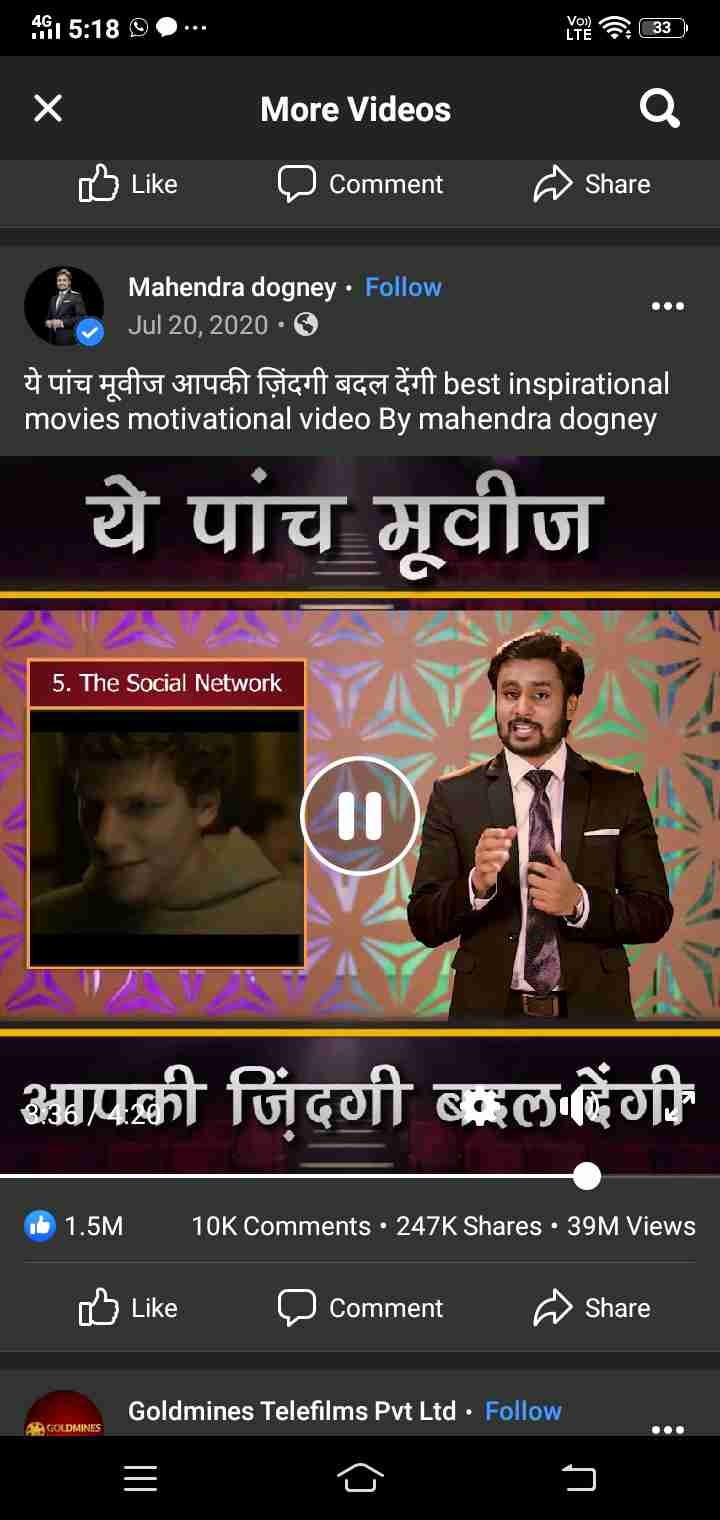 4G 5:18 ...
Vo)) LTE 33
More Videos
Like Comment Share
Mahendra dogney • Follow
Jul 20, 2020 •
ये पांच मूवीज आपकी ज़िंदगी बदल देंगी best inspirational
movies motivational video By mahendra dogney
ये पांच मूवीज
5. The Social Network
आपकी ज़िंदगी बदल देंगी
3:36 / 4:20
1.5M 10K Comments • 247K Shares • 39M Views
Like Comment Share
Goldmines Telefilms Pvt Ltd • Follow
GOLDMINES